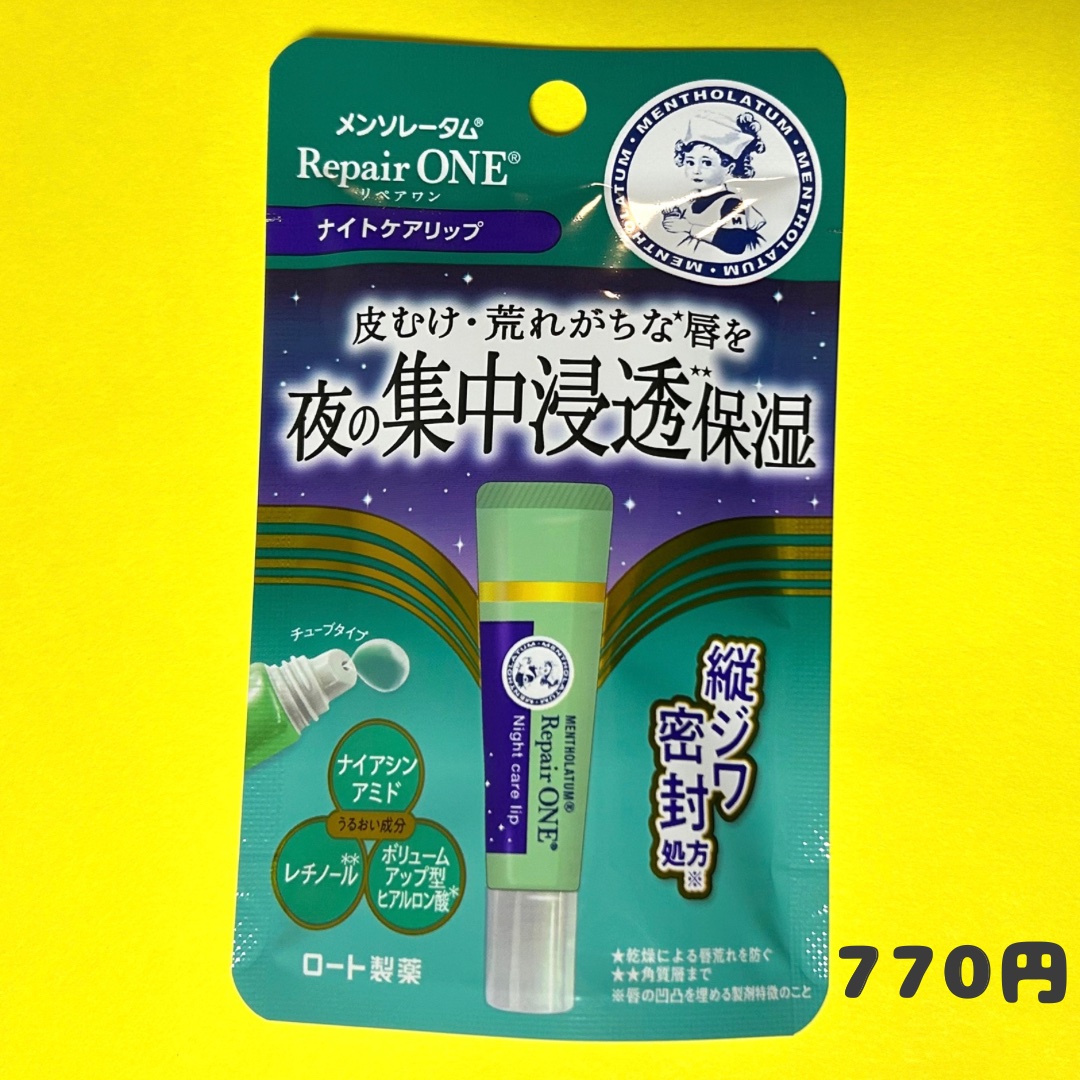 メンソレータム®
Repair ONE®
リペアワン
ナイトケアリップ
MENTHOLATUM・MENTHOLATUM・MENTHOLATUM・MENTHOLATUM・
M
皮むけ・荒れがちな★唇を
夜の集中浸透★★保湿
チューブタイプ
ナイアシン
アミド
うるおい成分
レチノール**
ボリューム
アップ型
ヒアルロン酸*
MENTHOLATUM®
Repair ONE®
Night care lip
縦ジワ
密封
処方※
ロート製薬
★乾燥による唇荒れを防ぐ
★★角質層まで
※唇の凹凸を埋める製剤特徴のこと
770円